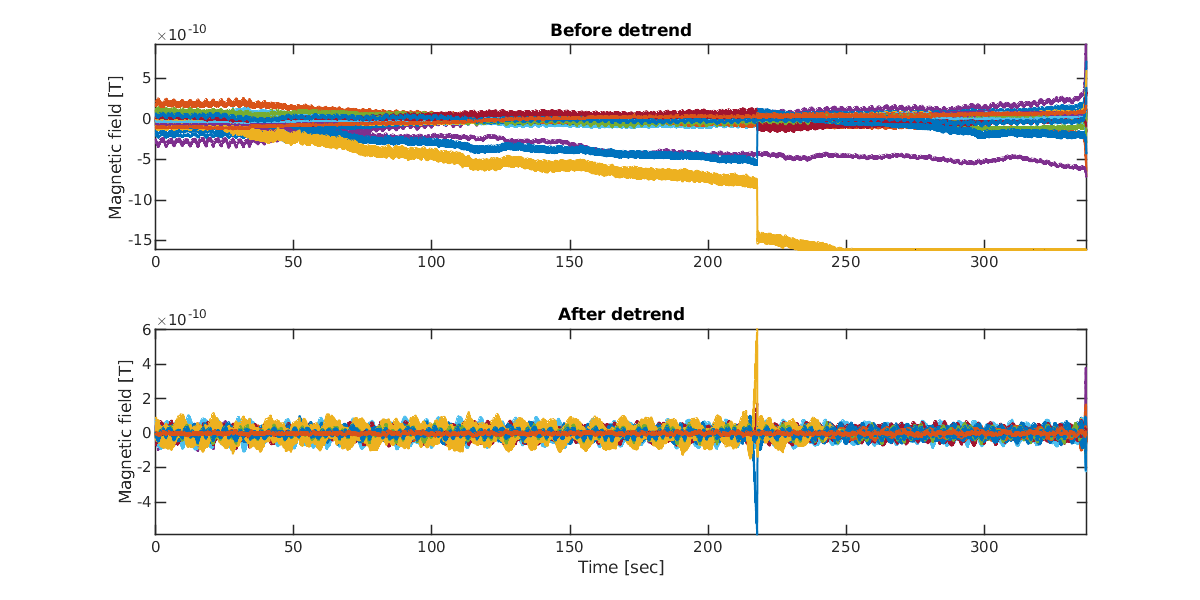 Before detrend
×10-10
Magnetic field [T]
5
0
-5
-10
-15
0 50 100 150 200 250 300
After detrend
6 ×10-10
Magnetic field [T]
4
2
0
-2
-4
0 50 100 150 200 250 300
Time [sec]